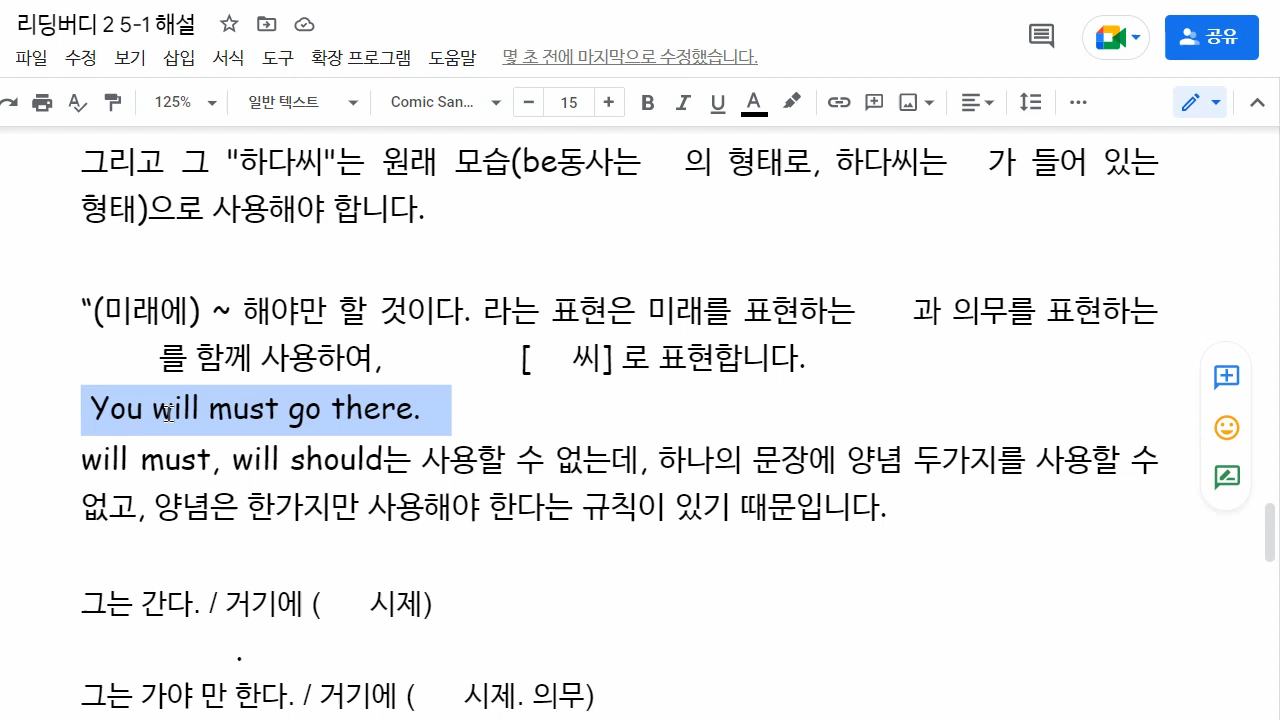 리딩버디 2 5-1 해설
파일 수정 보기 삽입 서식 도구 확장 프로그램 도움말 몇 초 전에 마지막으로 수정했습니다.
공유
125% 일반 텍스트 Comic San... − 15 + B I U A
그리고 그 "하다씨"는 원래 모습(be동사는 의 형태로, 하다씨는 가 들어 있는
형태)으로 사용해야 합니다.
“(미래에) ~ 해야만 할 것이다. 라는 표현은 미래를 표현하는 과 의무를 표현하는
를 함께 사용하여, [ 씨] 로 표현합니다.
You will must go there.
will must, will should는 사용할 수 없는데, 하나의 문장에 양념 두가지를 사용할 수
없고, 양념은 한가지만 사용해야 한다는 규칙이 있기 때문입니다.
그는 간다. / 거기에 ( 시제)
.
그는 가야 만 한다. / 거기에 ( 시제. 의무)